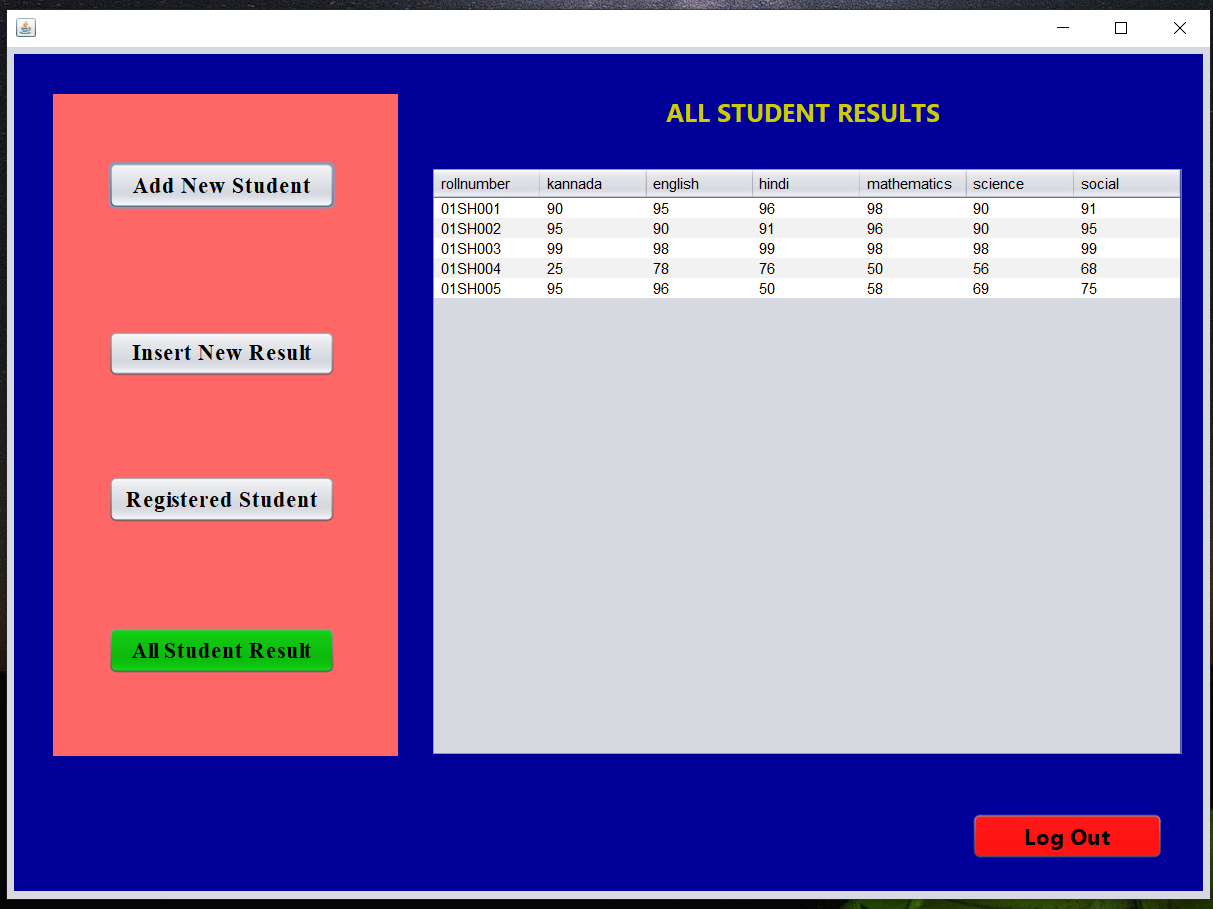 ALL STUDENT RESULTS
Add New Student
Insert New Result
Registered Student
All Student Result
rollnumber kannada english hindi mathematics science social
01SH001 90 95 96 98 90 91
01SH002 95 90 91 96 90 95
01SH003 99 98 99 98 98 99
01SH004 25 78 76 50 56 68
01SH005 95 96 50 58 69 75
Log Out